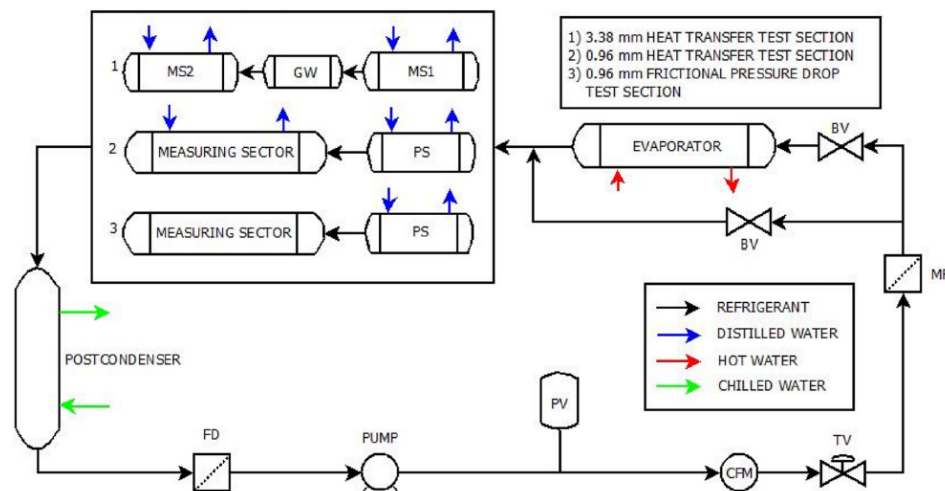 1) 3.38 mm HEAT TRANSFER TEST SECTION
2) 0.96 mm HEAT TRANSFER TEST SECTION
3) 0.96 mm FRICTIONAL PRESSURE DROP
TEST SECTION
1
MS2
GW
MS1
2
MEASURING SECTOR
PS
EVAPORATOR
BV
3
MEASURING SECTOR
PS
BV
POSTCONDENSER
REFRIGERANT
DISTILLED WATER
HOT WATER
CHILLED WATER
PV
FD
PUMP
CFM
TV